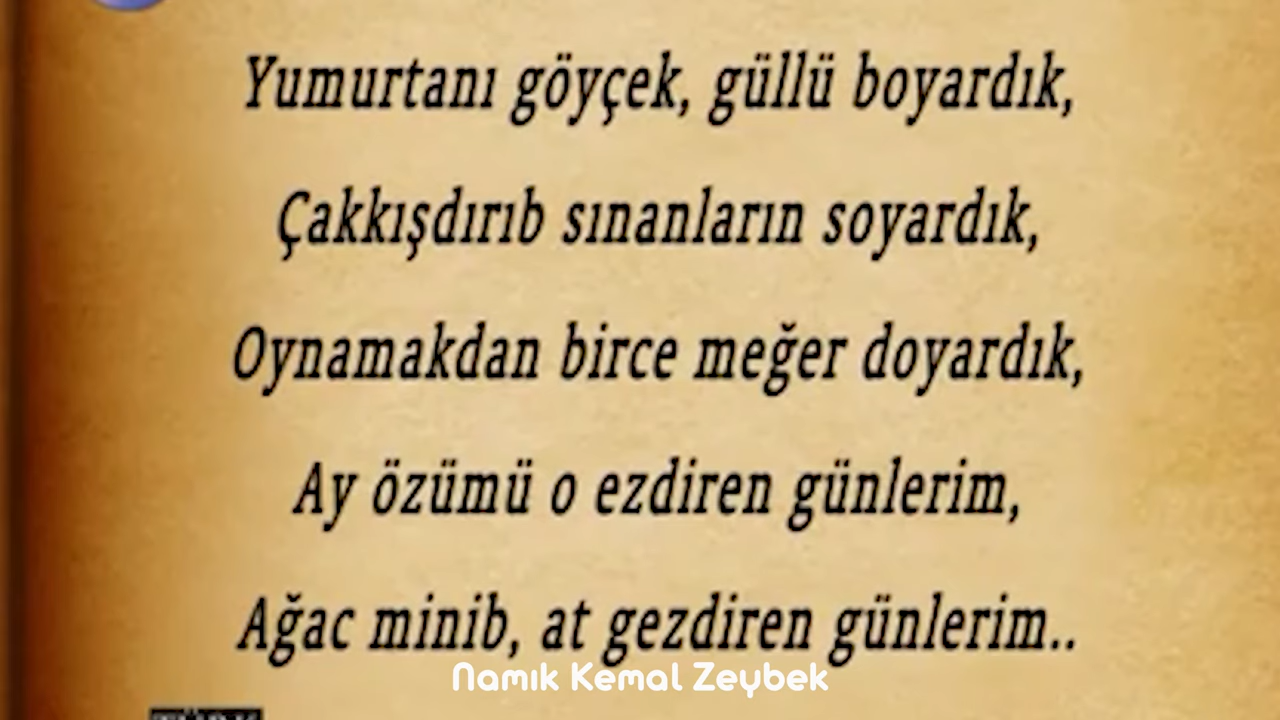 Yumurtanı göyçek, güllü boyardık,
Çakkışdırıb sınanların soyardık,
Oynamakdan birce meğer doyardık,
Ay özümü o ezdiren günlerim,
Ağac minib, at gezdiren günlerim..
Namık Kemal Zeybek